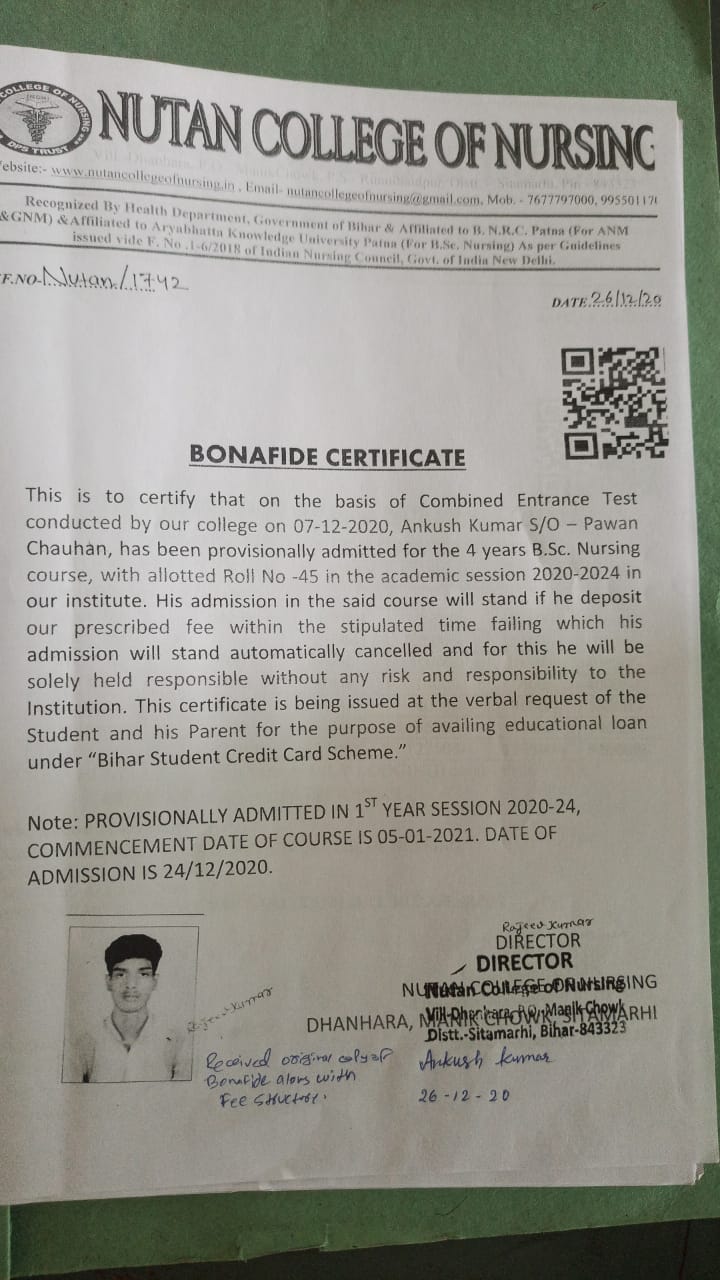 COLLEGE OF NURSING
DPS TRUST
NUTAN COLLEGE OF NURSING
ebsite:- www.nutancollegeofnursing.in , Email- nutancollegeofnursing@gmail.com, Mob. - 7677797000, 995501170
Recognized By Health Department, Government of Bihar & Affiliated to B. N.R.C. Patna (For ANM
&GNM) &Affiliated to Aryabhatta Knowledge University Patna (For B.Sc. Nursing) As per Guidelines
issued vide F. No .1-6/2018 of Indian Nursing Council, Govt. of India New Delhi.
F.NO-Nutan/1742
DATE 26/12/20
BONAFIDE CERTIFICATE
This is to certify that on the basis of Combined Entrance Test
conducted by our college on 07-12-2020, Ankush Kumar S/O – Pawan
Chauhan, has been provisionally admitted for the 4 years B.Sc. Nursing
course, with allotted Roll No -45 in the academic session 2020-2024 in
our institute. His admission in the said course will stand if he deposit
our prescribed fee within the stipulated time failing which his
admission will stand automatically cancelled and for this he will be
solely held responsible without any risk and responsibility to the
Institution. This certificate is being issued at the verbal request of the
Student and his Parent for the purpose of availing educational loan
under “Bihar Student Credit Card Scheme.”
Note: PROVISIONALLY ADMITTED IN 1ST YEAR SESSION 2020-24,
COMMENCEMENT DATE OF COURSE IS 05-01-2021. DATE OF
ADMISSION IS 24/12/2020.
Rajeev Kumar
DIRECTOR
DIRECTOR
NUTAN COLLEGE OF NURSING
Nutan College of Nursing
Vill-Dhanhara, P.O.-Manik Chowk
DHANHARA, MANIK CHOWK, SITAMARHI
Distt.-Sitamarhi, Bihar-843323
Rajeev Kumar
Received original copy of
Bonafide along with
Fee structure.
Ankush Kumar
26-12-20